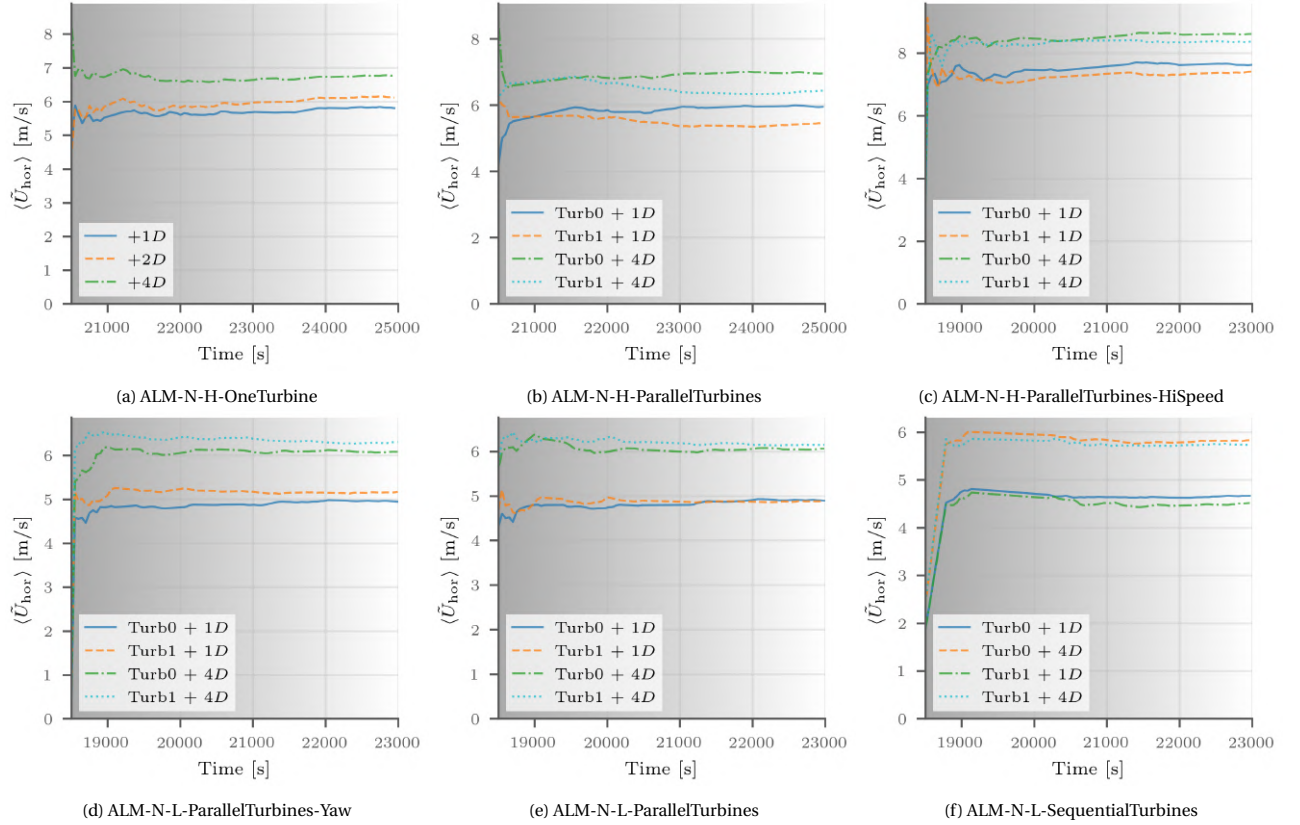 8
7
6
5
4
3
2
1
0
⟨Ũhor⟩ [m/s]
+1D
+2D
+4D
21000 22000 23000 24000 25000
Time [s]
(a) ALM-N-H-OneTurbine
8
6
4
2
0
⟨Ũhor⟩ [m/s]
Turb0 + 1D
Turb1 + 1D
Turb0 + 4D
Turb1 + 4D
21000 22000 23000 24000 25000
Time [s]
(b) ALM-N-H-ParallelTurbines
8
6
4
2
0
⟨Ũhor⟩ [m/s]
Turb0 + 1D
Turb1 + 1D
Turb0 + 4D
Turb1 + 4D
19000 20000 21000 22000 23000
Time [s]
(c) ALM-N-H-ParallelTurbines-HiSpeed
6
5
4
3
2
1
0
⟨Ũhor⟩ [m/s]
Turb0 + 1D
Turb1 + 1D
Turb0 + 4D
Turb1 + 4D
19000 20000 21000 22000 23000
Time [s]
(d) ALM-N-L-ParallelTurbines-Yaw
6
5
4
3
2
1
0
⟨Ũhor⟩ [m/s]
Turb0 + 1D
Turb1 + 1D
Turb0 + 4D
Turb1 + 4D
19000 20000 21000 22000 23000
Time [s]
(e) ALM-N-L-ParallelTurbines
6
5
4
3
2
1
0
⟨Ũhor⟩ [m/s]
Turb0 + 1D
Turb0 + 4D
Turb1 + 1D
Turb1 + 4D
19000 20000 21000 22000 23000
Time [s]
(f) ALM-N-L-SequentialTurbines